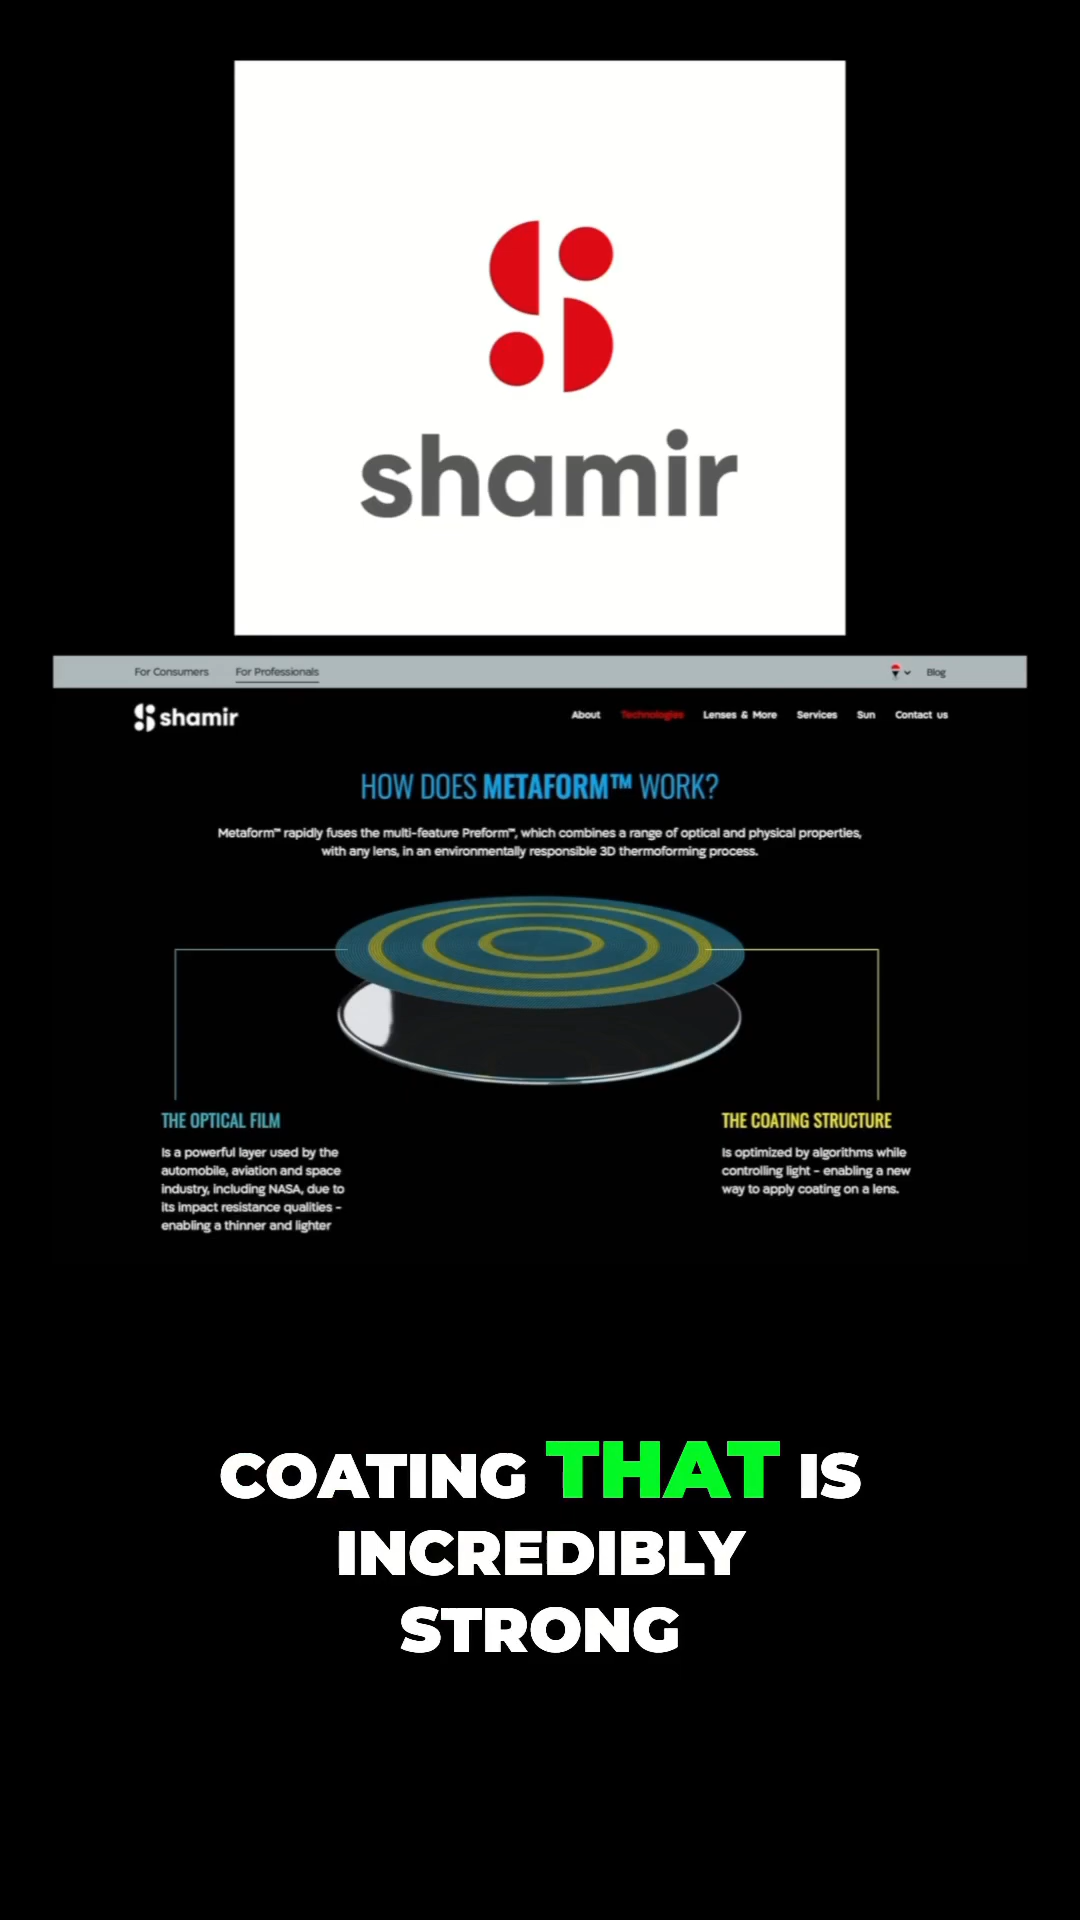 shamir
For Consumers For Professionals Blog
shamir About Technologies Lenses & More Services Sun Contact us
HOW DOES METAFORM™ WORK?
Metaform™ rapidly fuses the multi-feature Preform™, which combines a range of optical and physical properties,
with any lens, in an environmentally responsible 3D thermoforming process.
THE OPTICAL FILM
Is a powerful layer used by the
automobile, aviation and space
industry, including NASA, due to
its impact resistance qualities -
enabling a thinner and lighter
THE COATING STRUCTURE
Is optimized by algorithms while
controlling light - enabling a new
way to apply coating on a lens.
COATING THAT IS
INCREDIBLY
STRONG